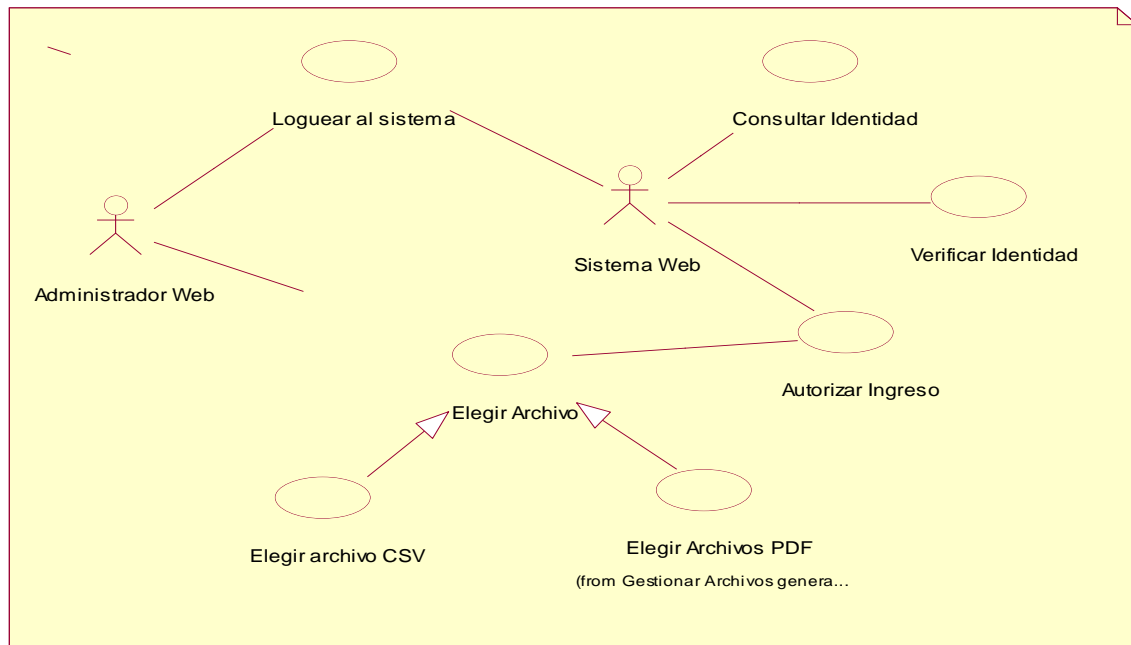 Loguear al sistema
Consultar Identidad
Verificar Identidad
Sistema Web
Administrador Web
Autorizar Ingreso
Elegir Archivo
Elegir archivo CSV
Elegir Archivos PDF
(from Gestionar Archivos genera...